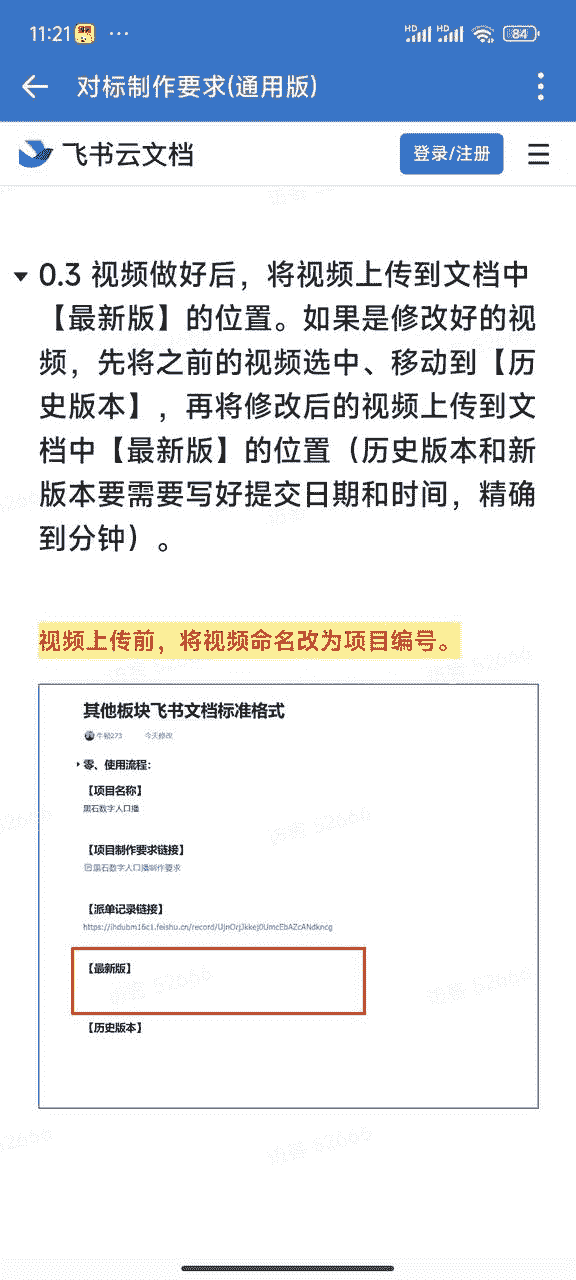 11:21
HD HD 84
对标制作要求(通用版)
飞书云文档
登录/注册
0.3 视频做好后，将视频上传到文档中
【最新版】的位置。如果是修改好的视
频，先将之前的视频选中、移动到【历
史版本】，再将修改后的视频上传到文
档中【最新版】的位置（历史版本和新
版本要需要写好提交日期和时间，精确
到分钟）。
视频上传前，将视频命名改为项目编号。
其他板块飞书文档标准格式
今天修改
零、使用流程：
【项目名称】
黑石数字人口播
【项目制作要求链接】
黑石数字人口播制作要求
【派单记录链接】
【最新版】
【历史版本】
访客 52666